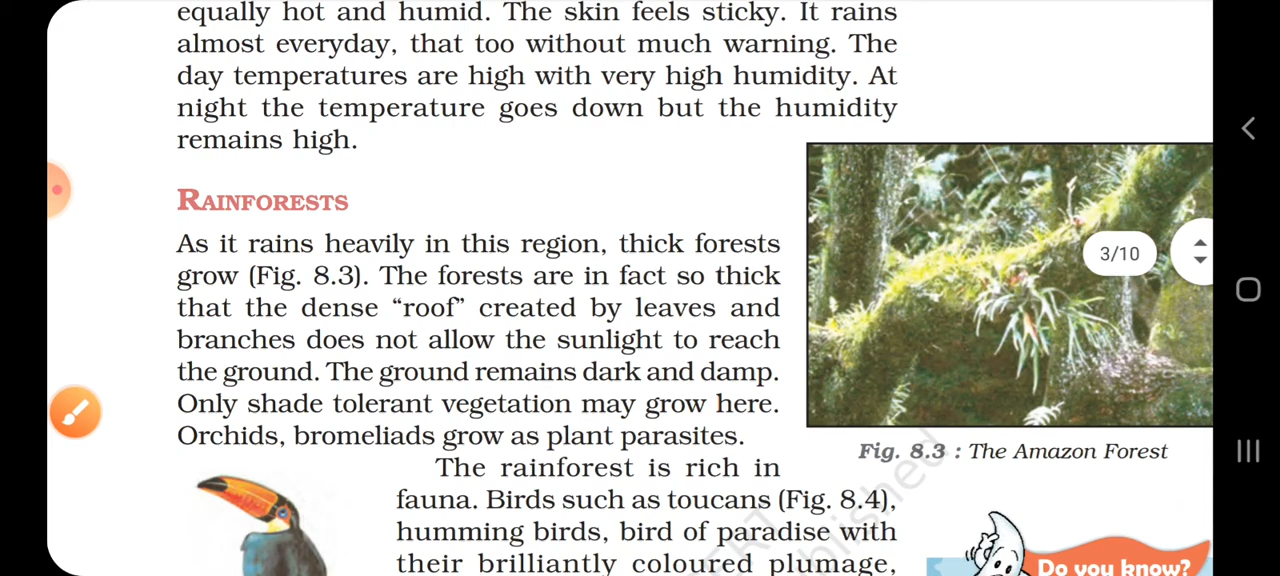 equally hot and humid. The skin feels sticky. It rains
almost everyday, that too without much warning. The
day temperatures are high with very high humidity. At
night the temperature goes down but the humidity
remains high.
RAINFORESTS
As it rains heavily in this region, thick forests
grow (Fig. 8.3). The forests are in fact so thick
that the dense “roof” created by leaves and
branches does not allow the sunlight to reach
the ground. The ground remains dark and damp.
Only shade tolerant vegetation may grow here.
Orchids, bromeliads grow as plant parasites.
3/10
Fig. 8.3 : The Amazon Forest
The rainforest is rich in
fauna. Birds such as toucans (Fig. 8.4),
humming birds, bird of paradise with
their brilliantly coloured plumage,
Do you know?